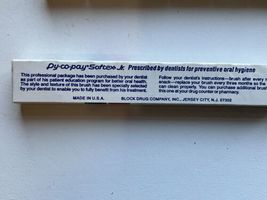 Py-co-pay® Softex® Jr. Prescribed by dentists for preventive oral hygiene
This professional package has been purchased by your dentist
as part of his patient education program for better oral health.
The style and texture of this brush has been specially selected
by your dentist to enable you to fully benefit from his treatment.
Follow your dentist's instructions—brush after every
snack—replace your brush every three months so the
can cleans. You can purchase additional brush
this one at your drug counter or pharmacy.
MADE IN U.S.A. BLOCK DRUG COMPANY, INC., JERSEY CITY, N.J. 07302